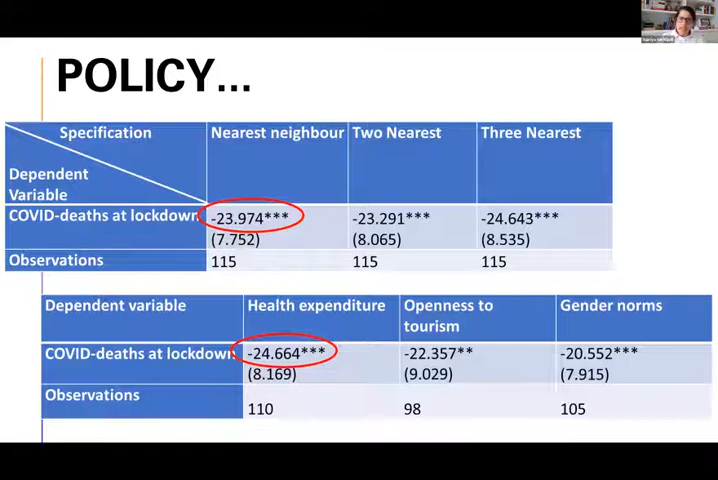 POLICY...
Specification
Nearest neighbour
Two Nearest
Three Nearest
Dependent
Variable
COVID-deaths at lockdown
-23.974***
-23.291***
-24.643***
(7.752)
(8.065)
(8.535)
Observations
115
115
115
Dependent variable
Health expenditure
Openness to
tourism
Gender norms
COVID-deaths at lockdown
-24.664***
-22.357**
-20.552***
(8.169)
(9.029)
(7.915)
Observations
110
98
105